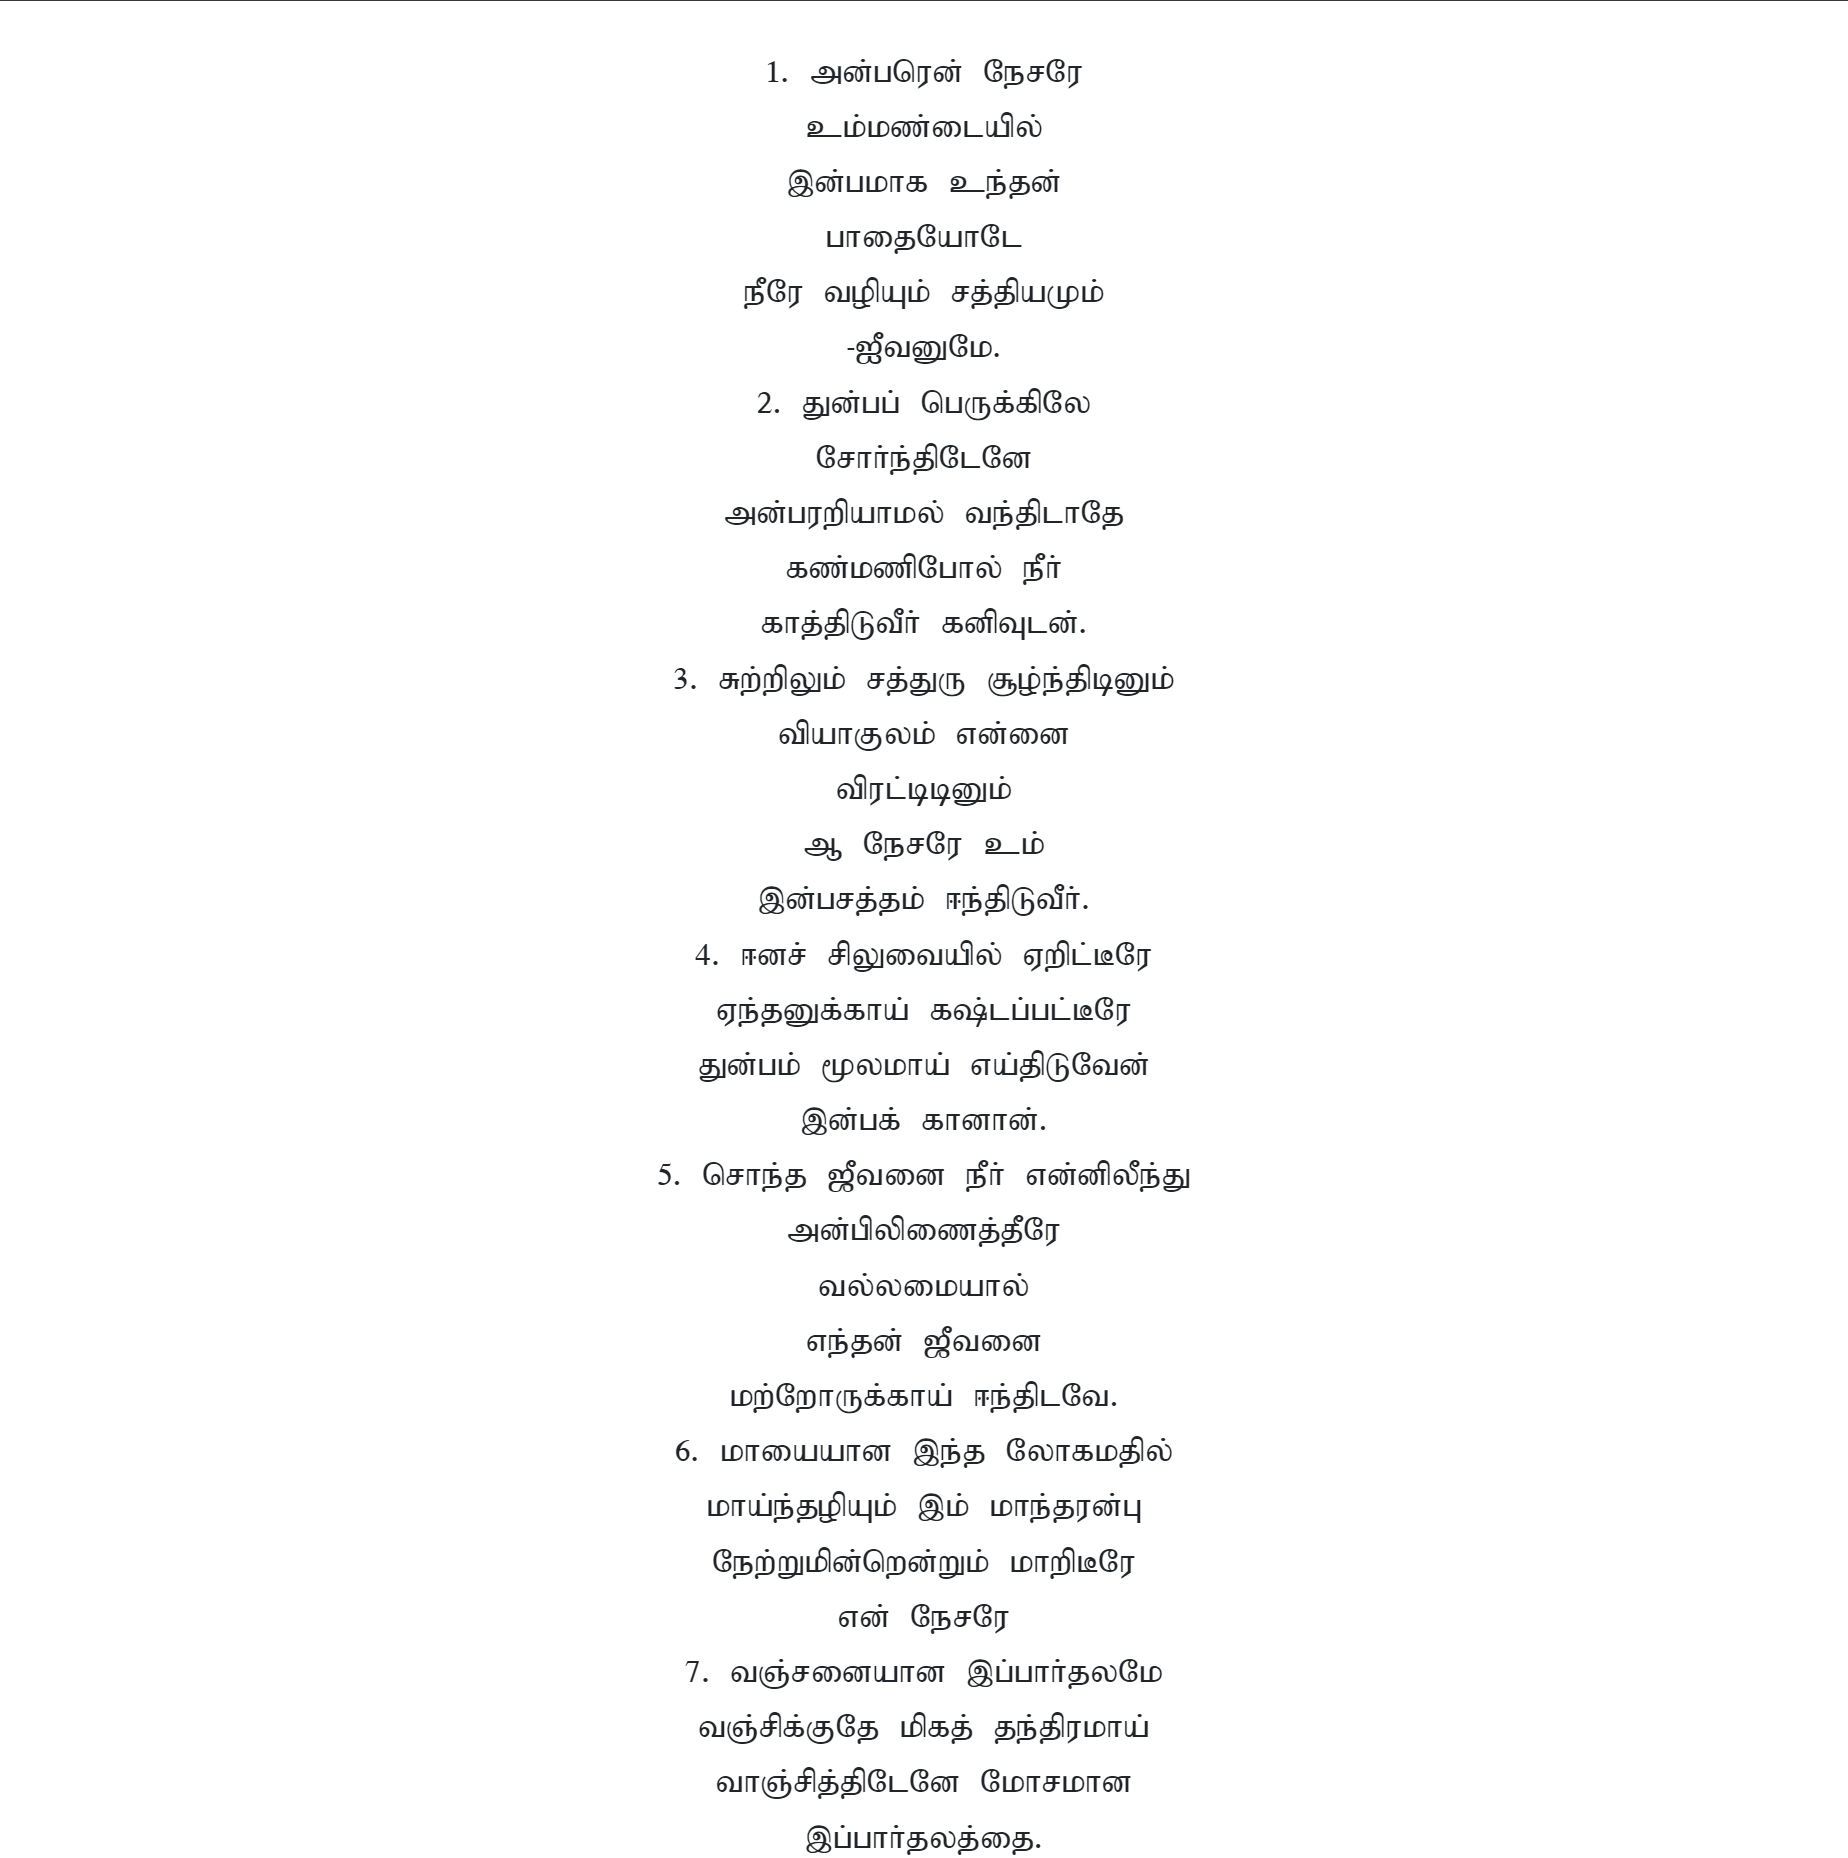 1. அன்பரென் நேசரே
உம்மண்டையில்
இன்பமாக உந்தன்
பாதையோடே
நீரே வழியும் சத்தியமும்
-ஜீவனுமே.
2. துன்பப் பெருக்கிலே
சோர்ந்திடேனே
அன்பரறியாமல் வந்திடாதே
கண்மணிபோல் நீர்
காத்திடுவீர் கனிவுடன்.
3. சுற்றிலும் சத்துரு சூழ்ந்திடினும்
வியாகுலம் என்னை
விரட்டிடினும்
ஆ நேசரே உம்
இன்பசத்தம் ஈந்திடுவீர்.
4. ஈனச் சிலுவையில் ஏறிட்டீரே
ஏந்தனுக்காய் கஷ்டப்பட்டீரே
துன்பம் மூலமாய் எய்திடுவேன்
இன்பக் கானான்.
5. சொந்த ஜீவனை நீர் என்னிலீந்து
அன்பிலிணைத்தீரே
வல்லமையால்
எந்தன் ஜீவனை
மற்றோருக்காய் ஈந்திடவே.
6. மாயையான இந்த லோகமதில்
மாய்ந்தழியும் இம் மாந்தரன்பு
நேற்றுமின்றென்றும் மாறிடீரே
என் நேசரே
7. வஞ்சனையான இப்பார்தலமே
வஞ்சிக்குதே மிகத் தந்திரமாய்
வாஞ்சித்திடேனே மோசமான
இப்பார்தலத்தை.